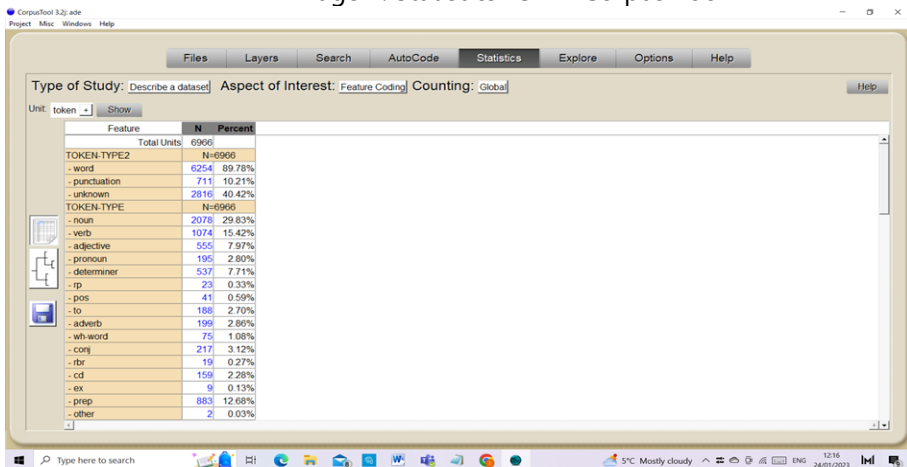 CorpusTool 3.2j: ade
Project Misc Windows Help
Files Layers Search AutoCode Statistics Explore Options Help
Type of Study: Describe a dataset Aspect of Interest: Feature Coding Counting: Global Help
Unit: token + Show
Feature N Percent
Total Units 6966
TOKEN-TYPE2 N=6966
- word 6254 89.78%
- punctuation 711 10.21%
- unknown 2816 40.42%
TOKEN-TYPE N=6966
- noun 2078 29.83%
- verb 1074 15.42%
- adjective 555 7.97%
- pronoun 195 2.80%
- determiner 537 7.71%
- rp 23 0.33%
- pos 41 0.59%
- to 188 2.70%
- adverb 199 2.86%
- wh-word 75 1.08%
- conj 217 3.12%
- rbr 19 0.27%
- cd 159 2.28%
- ex 9 0.13%
- prep 883 12.68%
- other 2 0.03%
Type here to search 5°C Mostly cloudy ENG 12:16
24/01/2023